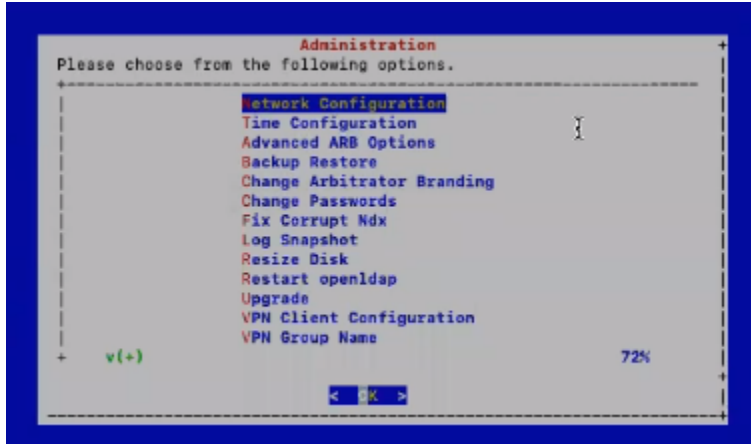 Administration
Please choose from the following options.
Network Configuration
Time Configuration
Advanced ARB Options
Backup Restore
Change Arbitrator Branding
Change Passwords
Fix Corrupt Ndx
Log Snapshot
Resize Disk
Restart openldap
Upgrade
VPN Client Configuration
VPN Group Name
v(+) 72%
< OK >